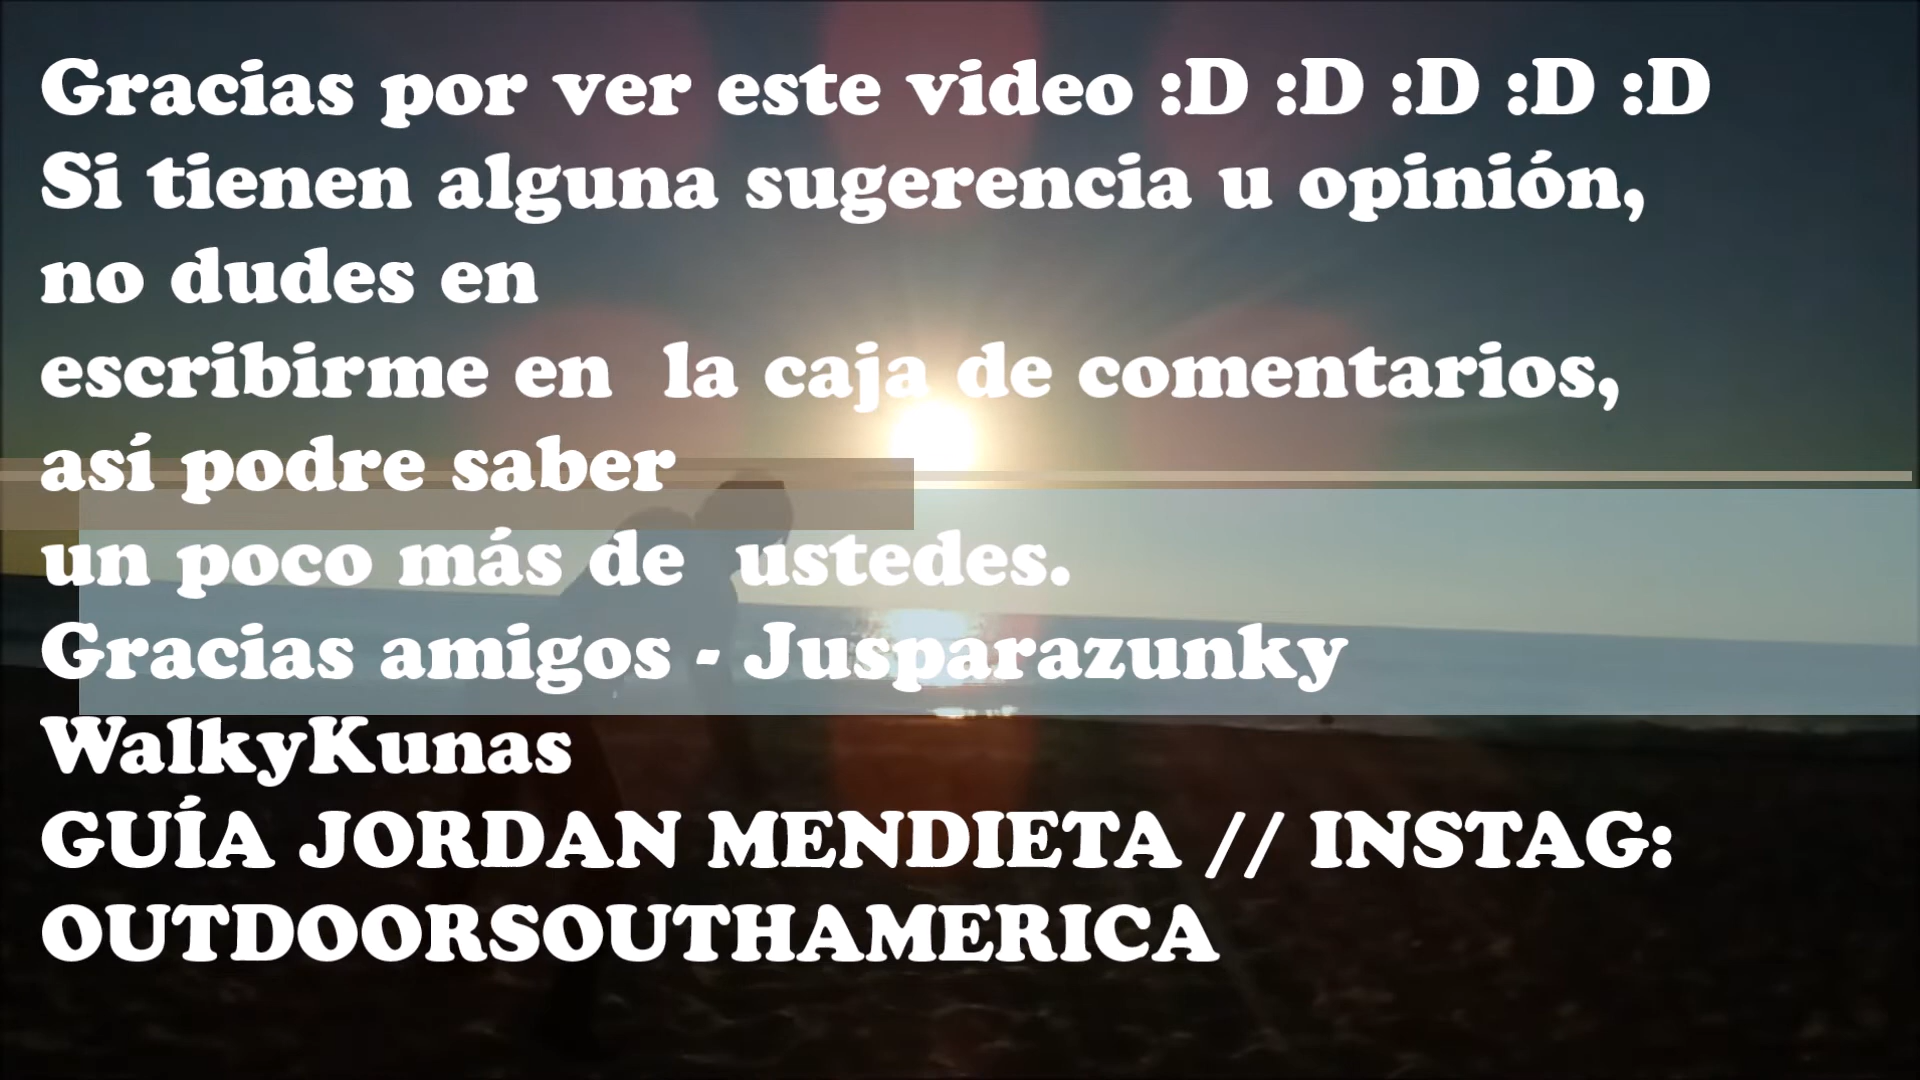 Gracias por ver este video :D :D :D :D :D
Si tienen alguna sugerencia u opinión,
no dudes en
escribirme en  la caja de comentarios,
así podre saber
un poco más de  ustedes.
Gracias amigos - Jusparazunky
WalkyKunas
GUÍA JORDAN MENDIETA // INSTAG:
OUTDOORSOUTHAMERICA